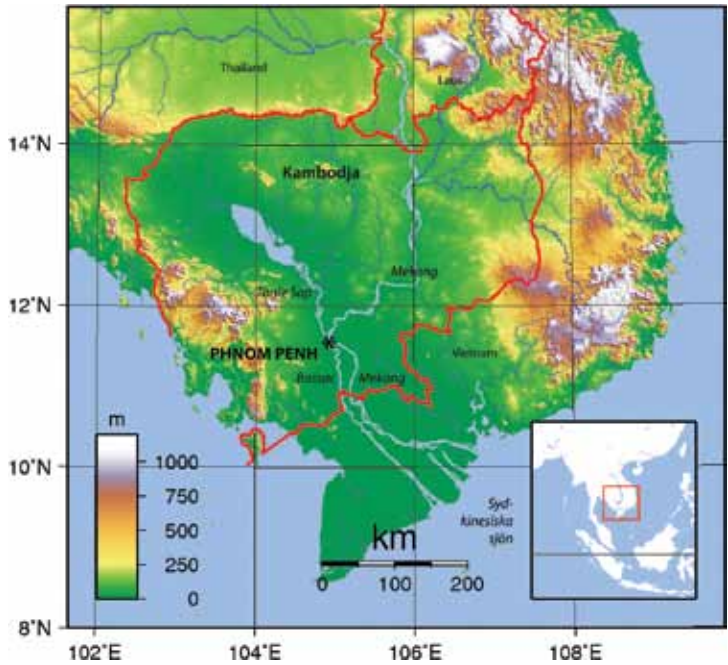 Thailand
Laos
14°N
Kambodja
Mekong
Tonle Sap
12°N
PHNOM PENH
Vietnam
Bassac
Mekong
m
1000
750
500
250
0
10°N
Syd-
kinesiska
sjön
km
0
100
200
8°N
102°E
104°E
106°E
108°E